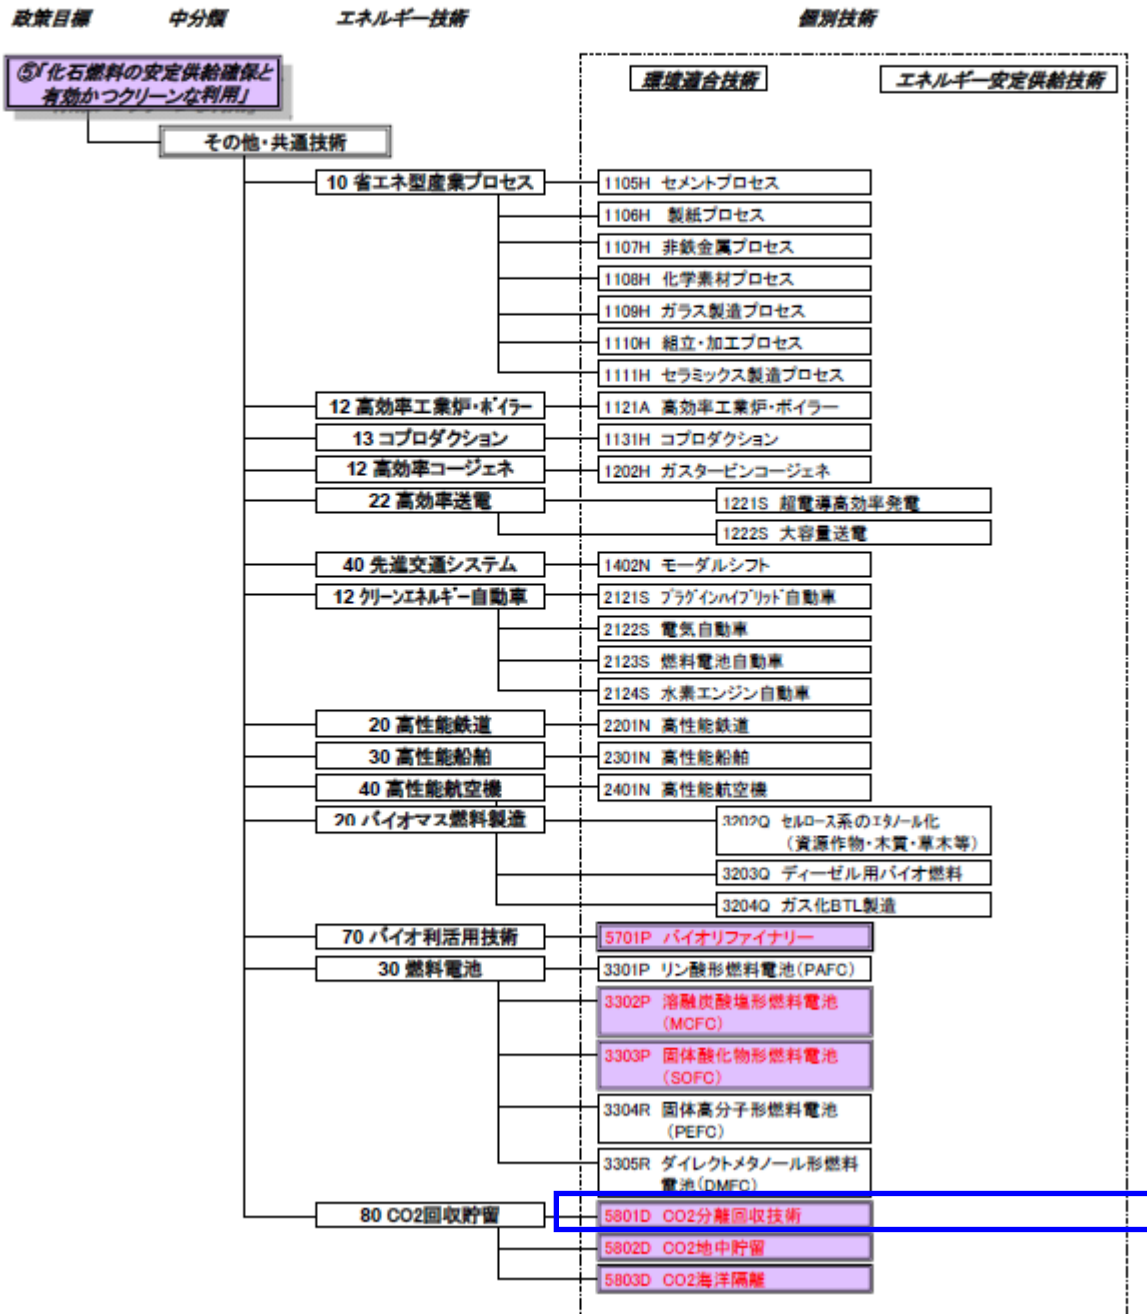 政策目標 中分類 エネルギー技術 個別技術
⑤「化石燃料の安定供給確保と
有効かつクリーンな利用」
環境適合技術 エネルギー安定供給技術
その他・共通技術
10 省エネ型産業プロセス 1105H セメントプロセス
1106H 製紙プロセス
1107H 非鉄金属プロセス
1108H 化学素材プロセス
1109H ガラス製造プロセス
1110H 組立・加工プロセス
1111H セラミックス製造プロセス
12 高効率工業炉・ボイラー 1121A 高効率工業炉・ボイラー
13 コプロダクション 1131H コプロダクション
12 高効率コージェネ 1202H ガスタービンコージェネ
22 高効率送電 1221S 超電導高効率発電
1222S 大容量送電
40 先進交通システム 1402N モーダルシフト
12 クリーンエネルギー自動車 2121S プラグインハイブリッド自動車
2122S 電気自動車
2123S 燃料電池自動車
2124S 水素エンジン自動車
20 高性能鉄道 2201N 高性能鉄道
30 高性能船舶 2301N 高性能船舶
40 高性能航空機 2401N 高性能航空機
20 バイオマス燃料製造 3202Q セルロース系のエタノール化
(資源作物・木質・草木等)
3203Q ディーゼル用バイオ燃料
3204Q ガス化BTL製造
70 バイオ利活用技術 5701P バイオリファイナリー
30 燃料電池 3301P リン酸形燃料電池(PAFC)
3302P 溶融炭酸塩形燃料電池
(MCFC)
3303P 固体酸化物形燃料電池
(SOFC)
3304R 固体高分子形燃料電池
(PEFC)
3305R ダイレクトメタノール形燃料
電池(DMFC)
80 CO2回収貯留 5801D CO2分離回収技術
5802D CO2地中貯留
5803D CO2海洋隔離